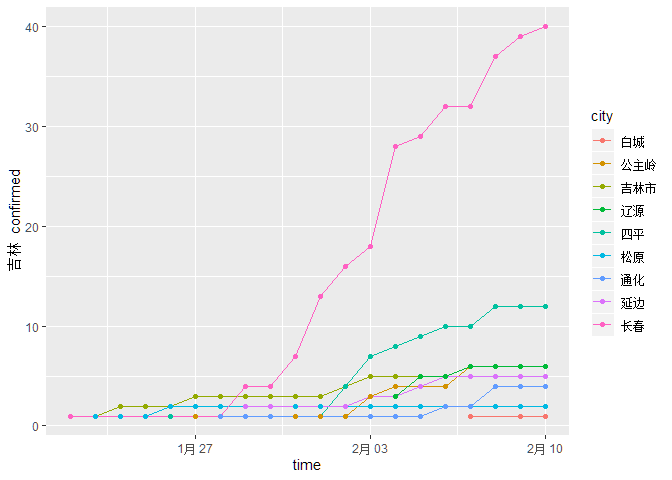 吉林 confirmed
40
30
20
10
0
1月 27
2月 03
2月 10
time
city
白城
公主岭
吉林市
辽源
四平
松原
通化
延边
长春